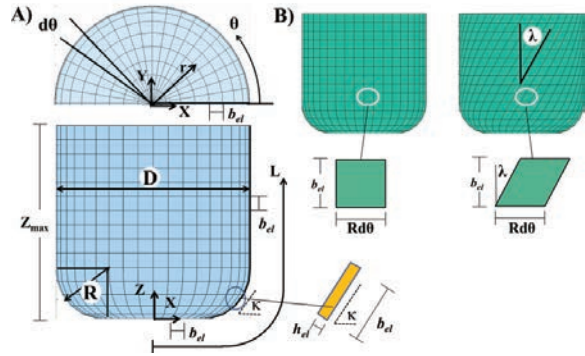 A)
dθ
θ
Y
r
X
b_el
D
L
b_el
Z_max
R
Z
X
K
b_el
h_el
K
b_el
B)
λ
b_el
Rdθ
λ
b_el
Rdθ